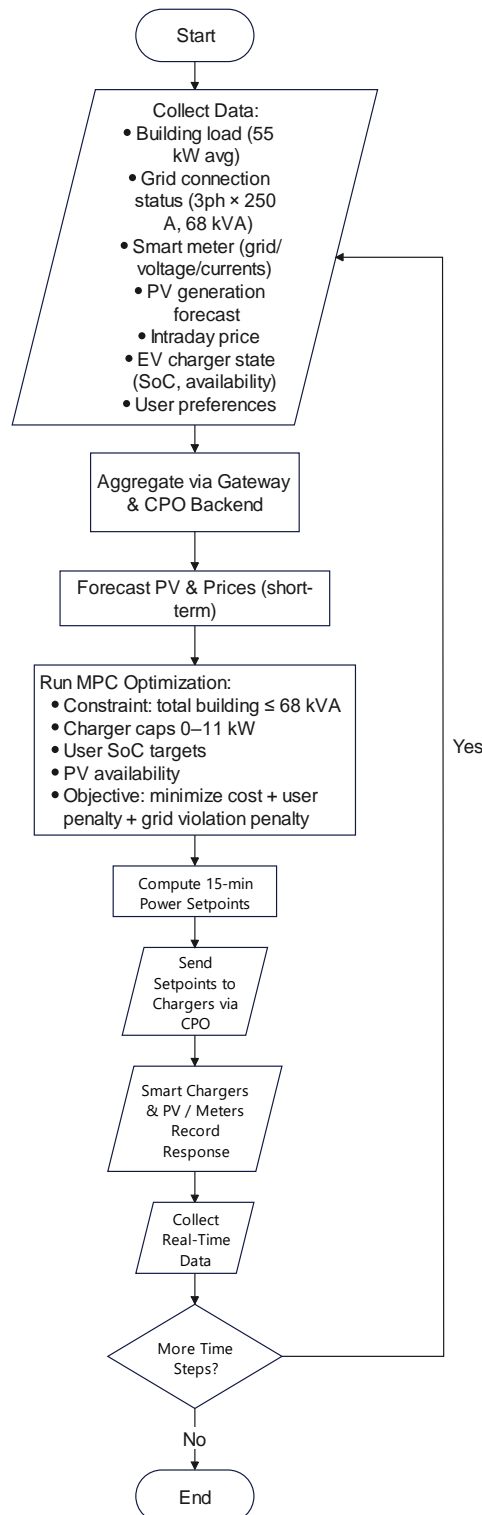 Start
Collect Data:
• Building load (55
kW avg)
• Grid connection
status (3ph × 250
A, 68 kVA)
• Smart meter (grid/
voltage/currents)
• PV generation
forecast
• Intraday price
• EV charger state
(SoC, availability)
• User preferences
Aggregate via Gateway
& CPO Backend
Forecast PV & Prices (short-
term)
Run MPC Optimization:
• Constraint: total building ≤ 68 kVA
• Charger caps 0–11 kW
• User SoC targets
• PV availability
• Objective: minimize cost + user
penalty + grid violation penalty
Yes
Compute 15-min
Power Setpoints
Send
Setpoints to
Chargers via
CPO
Smart Chargers
& PV / Meters
Record
Response
Collect
Real-Time
Data
More Time
Steps?
No
End